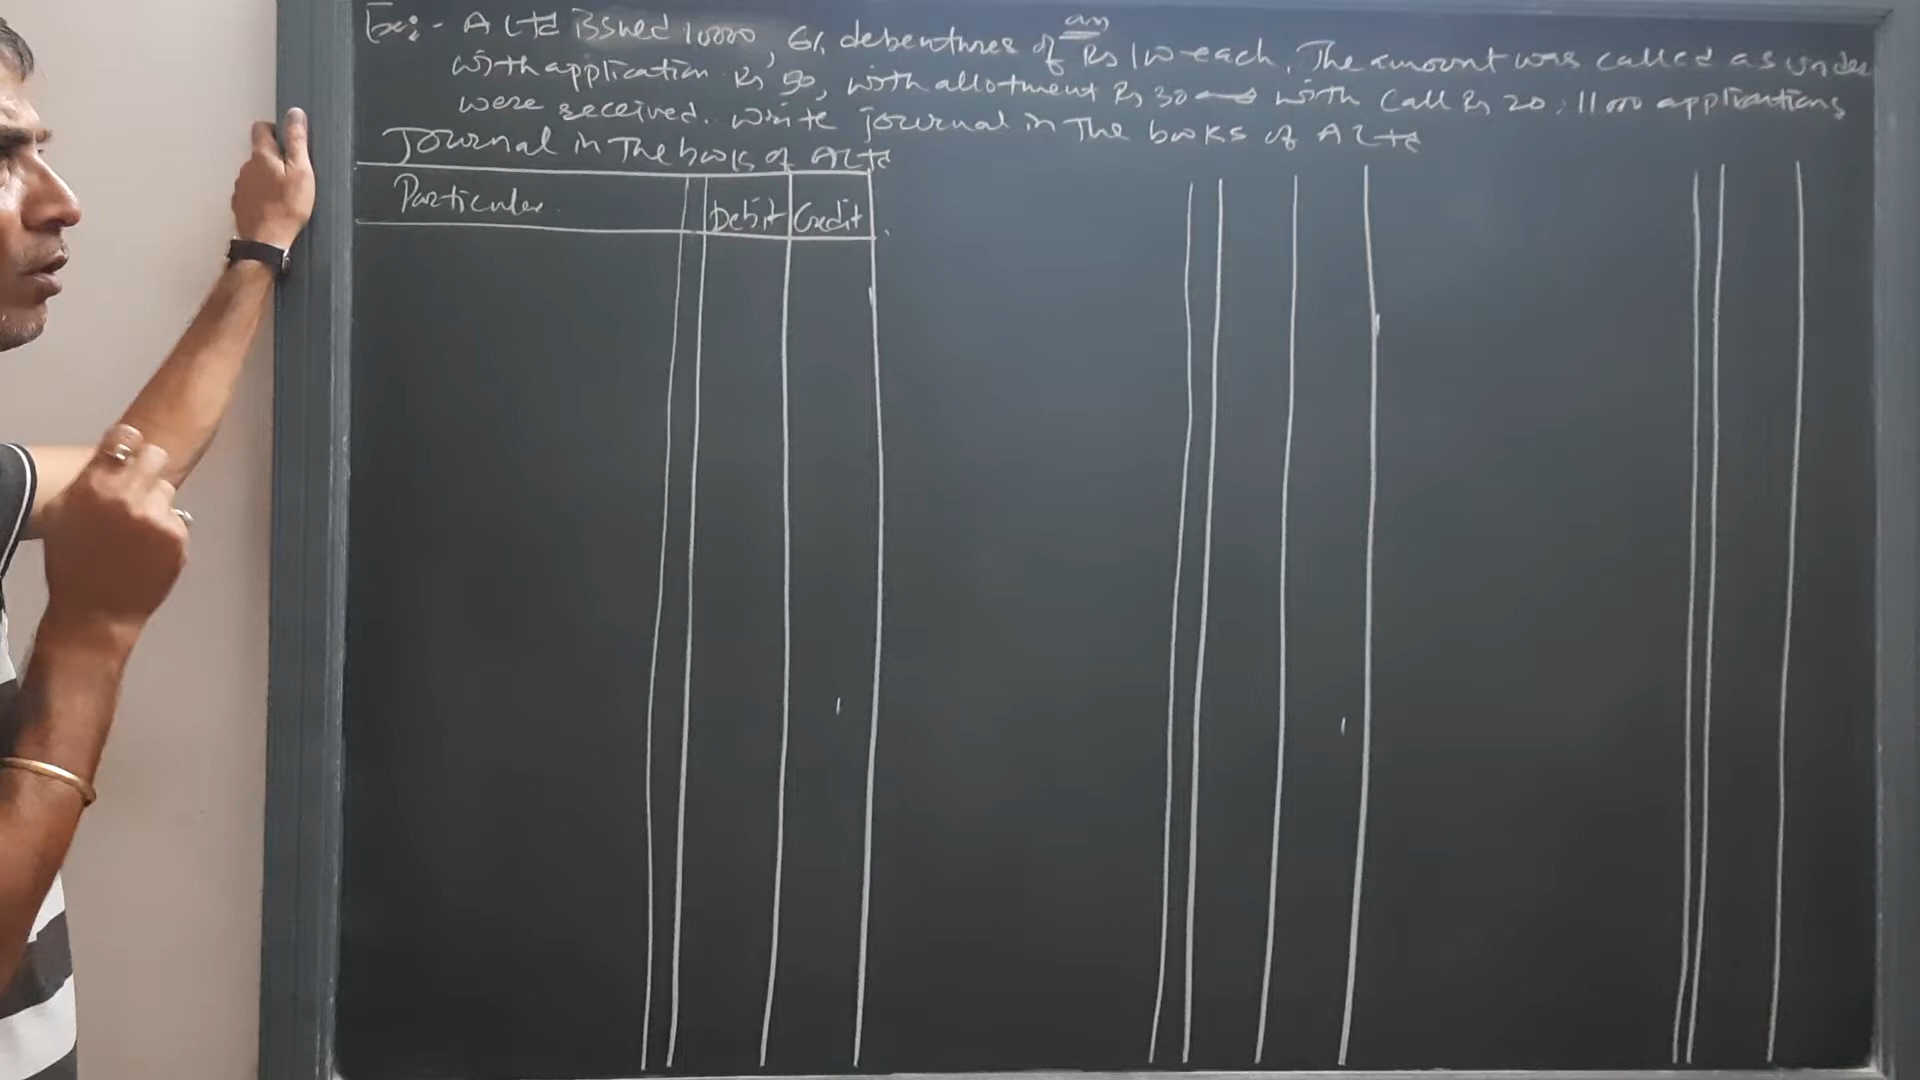 Ex:- A Ltd issued 10000, 6% debentures of Rs 100 each. The amount was called as under
with application Rs 50, with allotment Rs 30 with call Rs 20. 11000 applications
were received. write journal in The books of A Ltd
Journal in The books of A Ltd
Particular Debit Credit